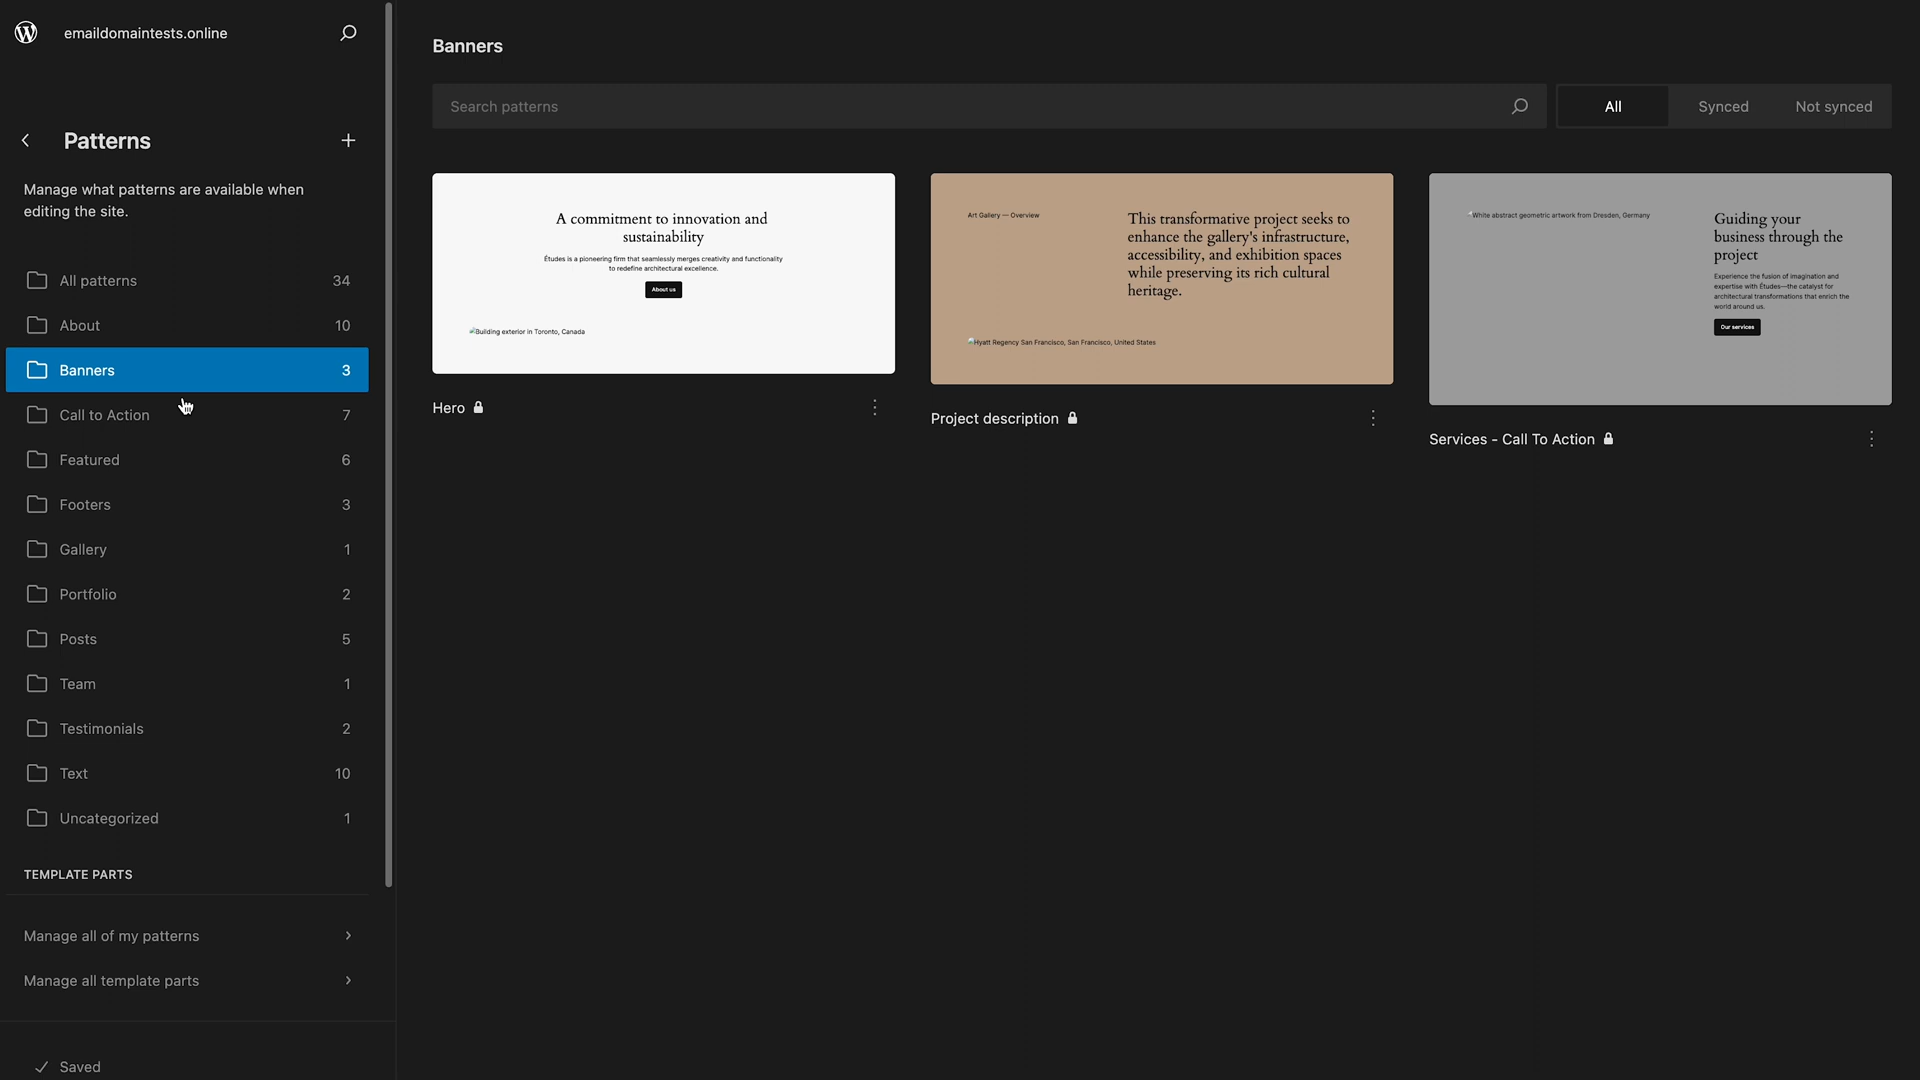 emaildomaintests.online
Patterns
Manage what patterns are available when
editing the site.
All patterns 34
About 10
Banners 3
Call to Action 7
Featured 6
Footers 3
Gallery 1
Portfolio 2
Posts 5
Team 1
Testimonials 2
Text 10
Uncategorized 1
TEMPLATE PARTS
Manage all of my patterns
Manage all template parts
Saved
Banners
Search patterns
All Synced Not synced
A commitment to innovation and
sustainability
Études is a pioneering firm that seamlessly merges creativity and functionality
to redefine architectural excellence.
About us
Building exterior in Toronto, Canada
Hero
Art Gallery — Overview
This transformative project seeks to
enhance the gallery's infrastructure,
accessibility, and exhibition spaces
while preserving its rich cultural
heritage.
Hyatt Regency San Francisco, San Francisco, United States
Project description
White abstract geometric artwork from Dresden, Germany
Guiding your
business through the
project
Experience the fusion of imagination and
expertise with Études—the catalyst for
architectural transformations that enrich the
world around us.
Our services
Services - Call To Action